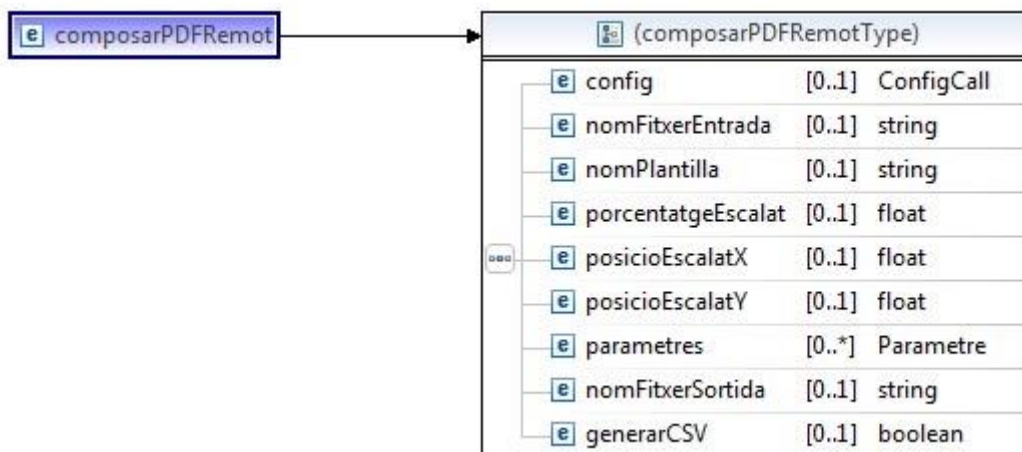 e composarPDFRemot
(composarPDFRemotType)
e config [0..1] ConfigCall
e nomFitxerEntrada [0..1] string
e nomPlantilla [0..1] string
e porcentatgeEscalat [0..1] float
e posicioEscalatX [0..1] float
e posicioEscalatY [0..1] float
e parametres [0..*] Parametre
e nomFitxerSortida [0..1] string
e generarCSV [0..1] boolean